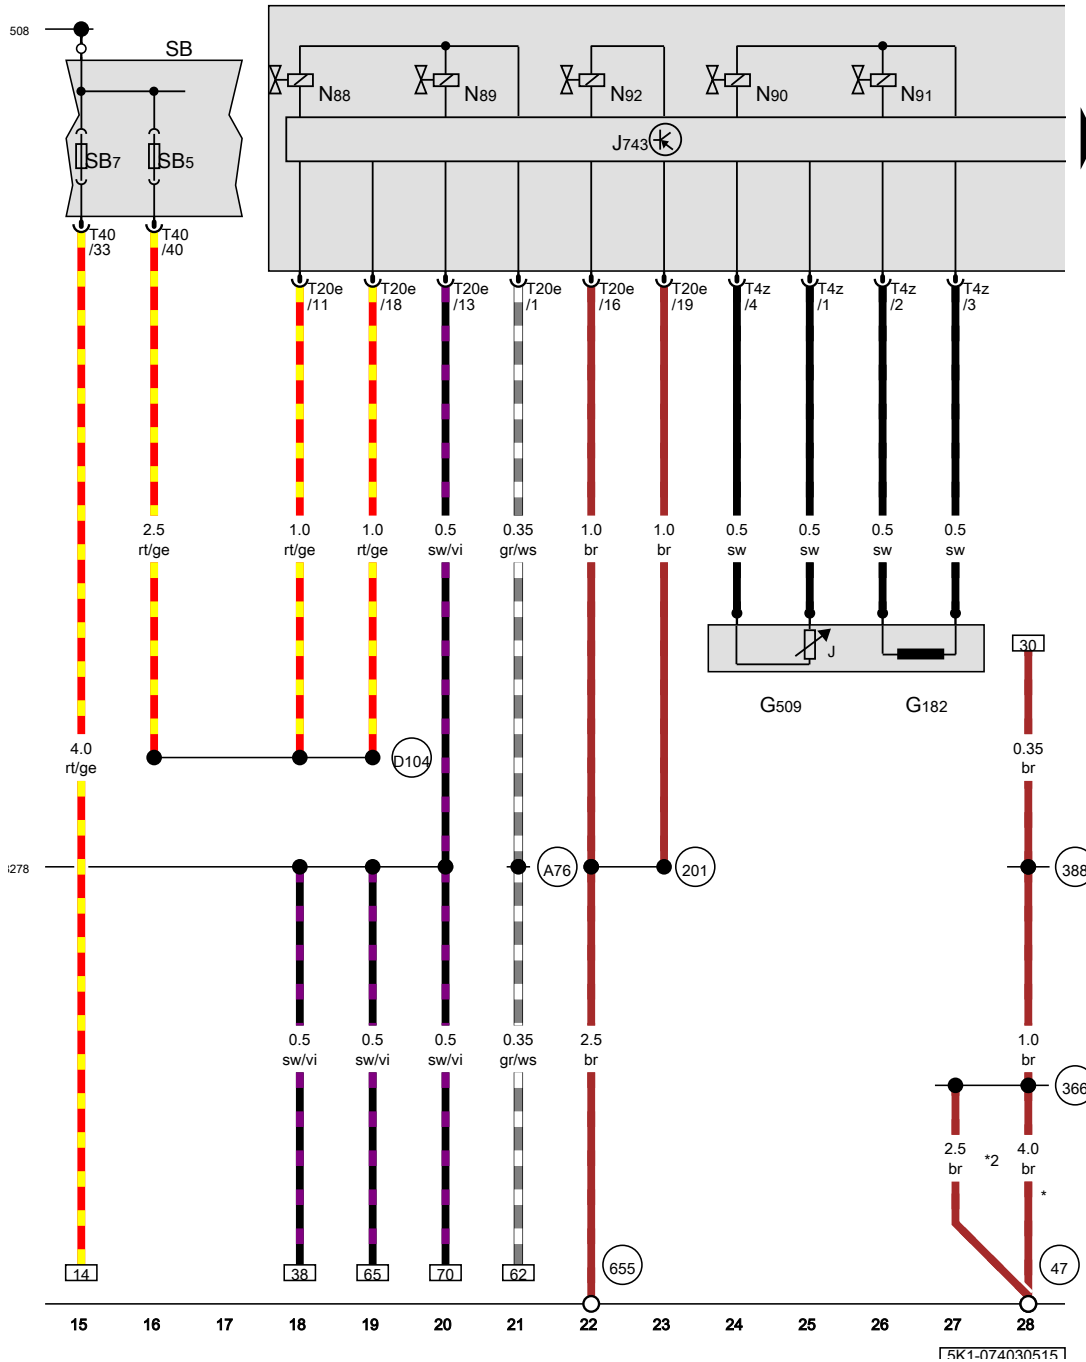 508
SB
N88
N89
N92
N90
N91
J743
SB7
SB5
T40
/33
T40
/40
T20e
/11
T20e
/18
T20e
/13
T20e
/1
T20e
/16
T20e
/19
T4z
/4
T4z
/1
T4z
/2
T4z
/3
2.5
rt/ge
1.0
rt/ge
1.0
rt/ge
0.5
sw/vi
0.35
gr/ws
1.0
br
1.0
br
0.5
sw
0.5
sw
0.5
sw
0.5
sw
30
J
G509
G182
4.0
rt/ge
D104
0.35
br
278
A76
201
388
0.5
sw/vi
0.5
sw/vi
0.5
sw/vi
0.35
gr/ws
2.5
br
1.0
br
366
2.5
br
*2
4.0
br
*
14
38
65
70
62
655
47
15 16 17 18 19 20 21 22 23 24 25 26 27 28
5K1-074030515